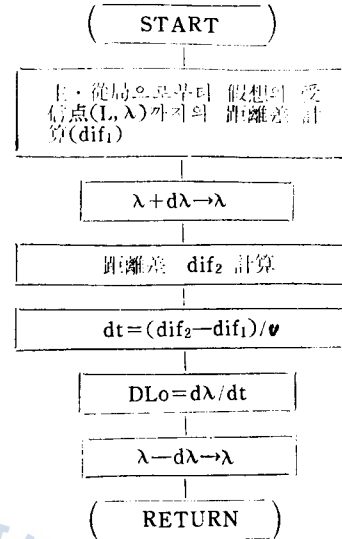 START
主・從局으로부터 假想의 受
信点(L, λ)까지의 距離差 計
算(dif₁)
λ+dλ→λ
距離差 dif₂ 計算
dt=(dif₂—dif₁)/v
DLo=dλ/dt
λ—dλ→λ
RETURN